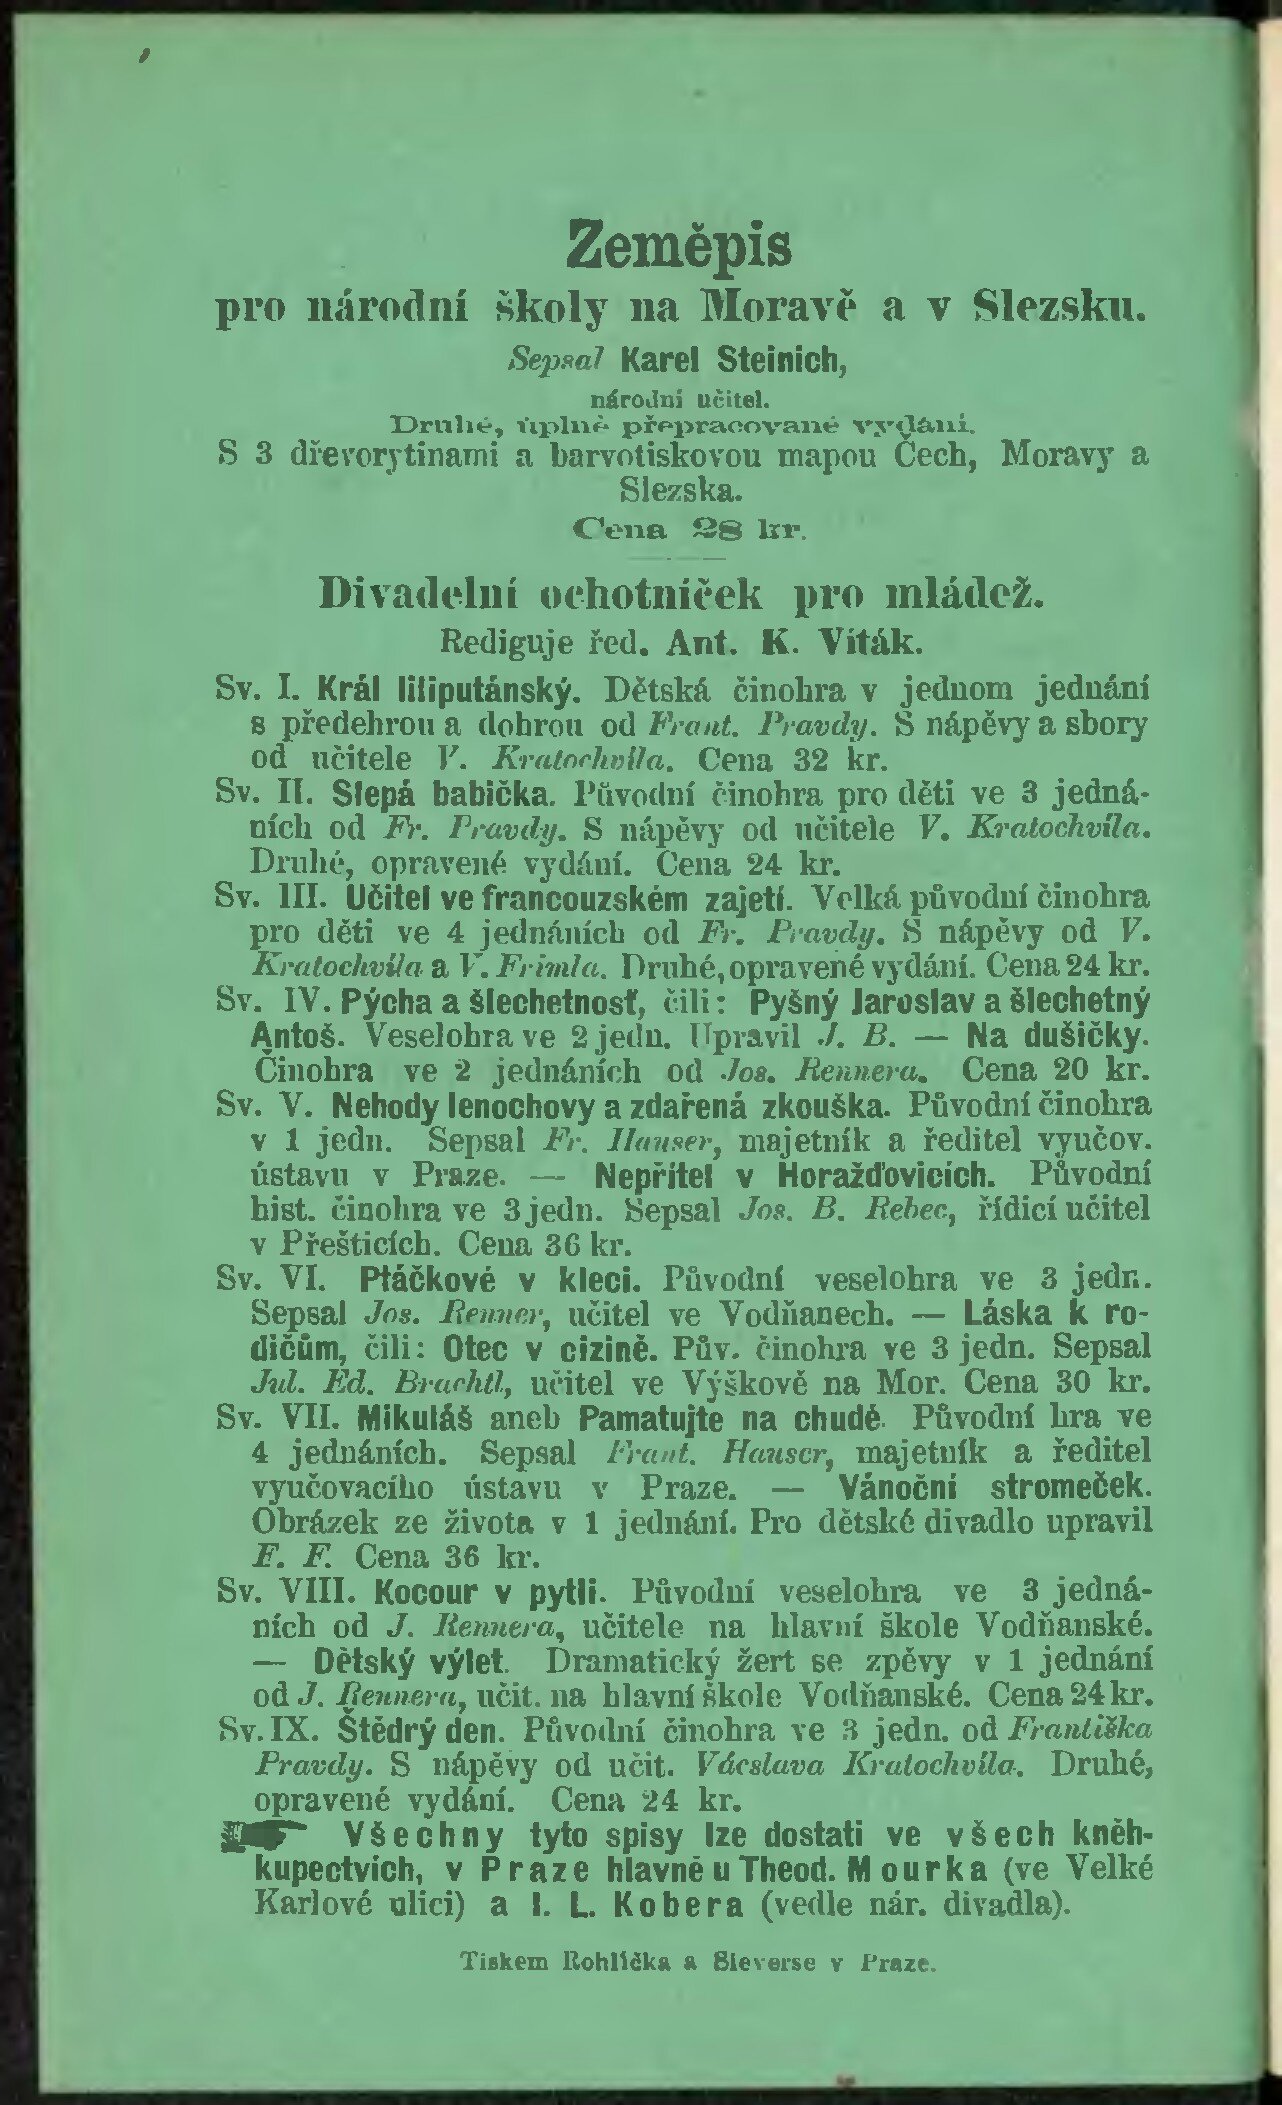 Zeměpis
pro národní školy na Moravě a v Slezsku.
Sepsal Karel Steinich,
národní učitel.
Druhé, úplně přepracované vydání.
S 3 dřevorytinami a barvotiskovou mapou Čech, Moravy a
Slezska.
Cena 28 kr.
Divadelní ochotníček pro mládež.
Rediguje řed. Ant. K. Víták.
Sv. I. Král liliputánský. Dětská činohra v jednom jednání
s předehrou a dohrou od Frant. Pravdy. S nápěvy a sbory
od učitele V. Kratochvíla. Cena 32 kr.
Sv. II. Slepá babička. Původní činohra pro děti ve 3 jedná-
ních od Fr. Pravdy. S nápěvy od učitele V. Kratochvíla.
Druhé, opravené vydání. Cena 24 kr.
Sv. III. Učitel ve francouzském zajetí. Velká původní činohra
pro děti ve 4 jednáních od Fr. Pravdy. S nápěvy od V.
Kratochvíla a V. Frimla. Druhé, opravené vydání. Cena 24 kr.
Sv. IV. Pýcha a šlechetnosť, čili: Pyšný Jaroslav a šlechetný
Antoš. Veselohra ve 2 jedn. Upravil J. B. — Na dušičky.
Činohra ve 2 jednáních od Jos. Rennera. Cena 20 kr.
Sv. V. Nehody lenochovy a zdařená zkouška. Původní činohra
v 1 jedn. Sepsal Fr. Hauser, majetník a ředitel vyučov.
ústavu v Praze. — Nepřítel v Horažďovicích. Původní
hist. činohra ve 3 jedn. Sepsal Jos. B. Rebec, řídicí učitel
v Přešticích. Cena 36 kr.
Sv. VI. Ptáčkové v kleci. Původní veselohra ve 3 jedn.
Sepsal Jos. Renner, učitel ve Vodňanech. — Láska k ro-
dičům, čili: Otec v cizině. Pův. činohra ve 3 jedn. Sepsal
Jul. Ed. Brachtl, učitel ve Výškově na Mor. Cena 30 kr.
Sv. VII. Mikuláš aneb Pamatujte na chudé. Původní hra ve
4 jednáních. Sepsal Frant. Hauser, majetník a ředitel
vyučovacího ústavu v Praze. — Vánoční stromeček.
Obrázek ze života v 1 jednání. Pro dětské divadlo upravil
F. F. Cena 36 kr.
Sv. VIII. Kocour v pytli. Původní veselohra ve 3 jedná-
ních od J. Rennera, učitele na hlavní škole Vodňanské.
— Dětský výlet. Dramatický žert se zpěvy v 1 jednání
od J. Rennera, učit. na hlavní škole Vodňanské. Cena 24 kr.
Sv. IX. Štědrý den. Původní činohra ve 3 jedn. od Františka
Pravdy. S nápěvy od učit. Václava Kratochvíla. Druhé,
opravené vydání. Cena 24 kr.
Všechny tyto spisy lze dostati ve všech kněh-
kupectvích, v Praze hlavně u Theod. Mourka (ve Velké
Karlové ulici) a I. L. Kobera (vedle nár. divadla).
Tiskem Rohlíčka a Sieverse v Praze.